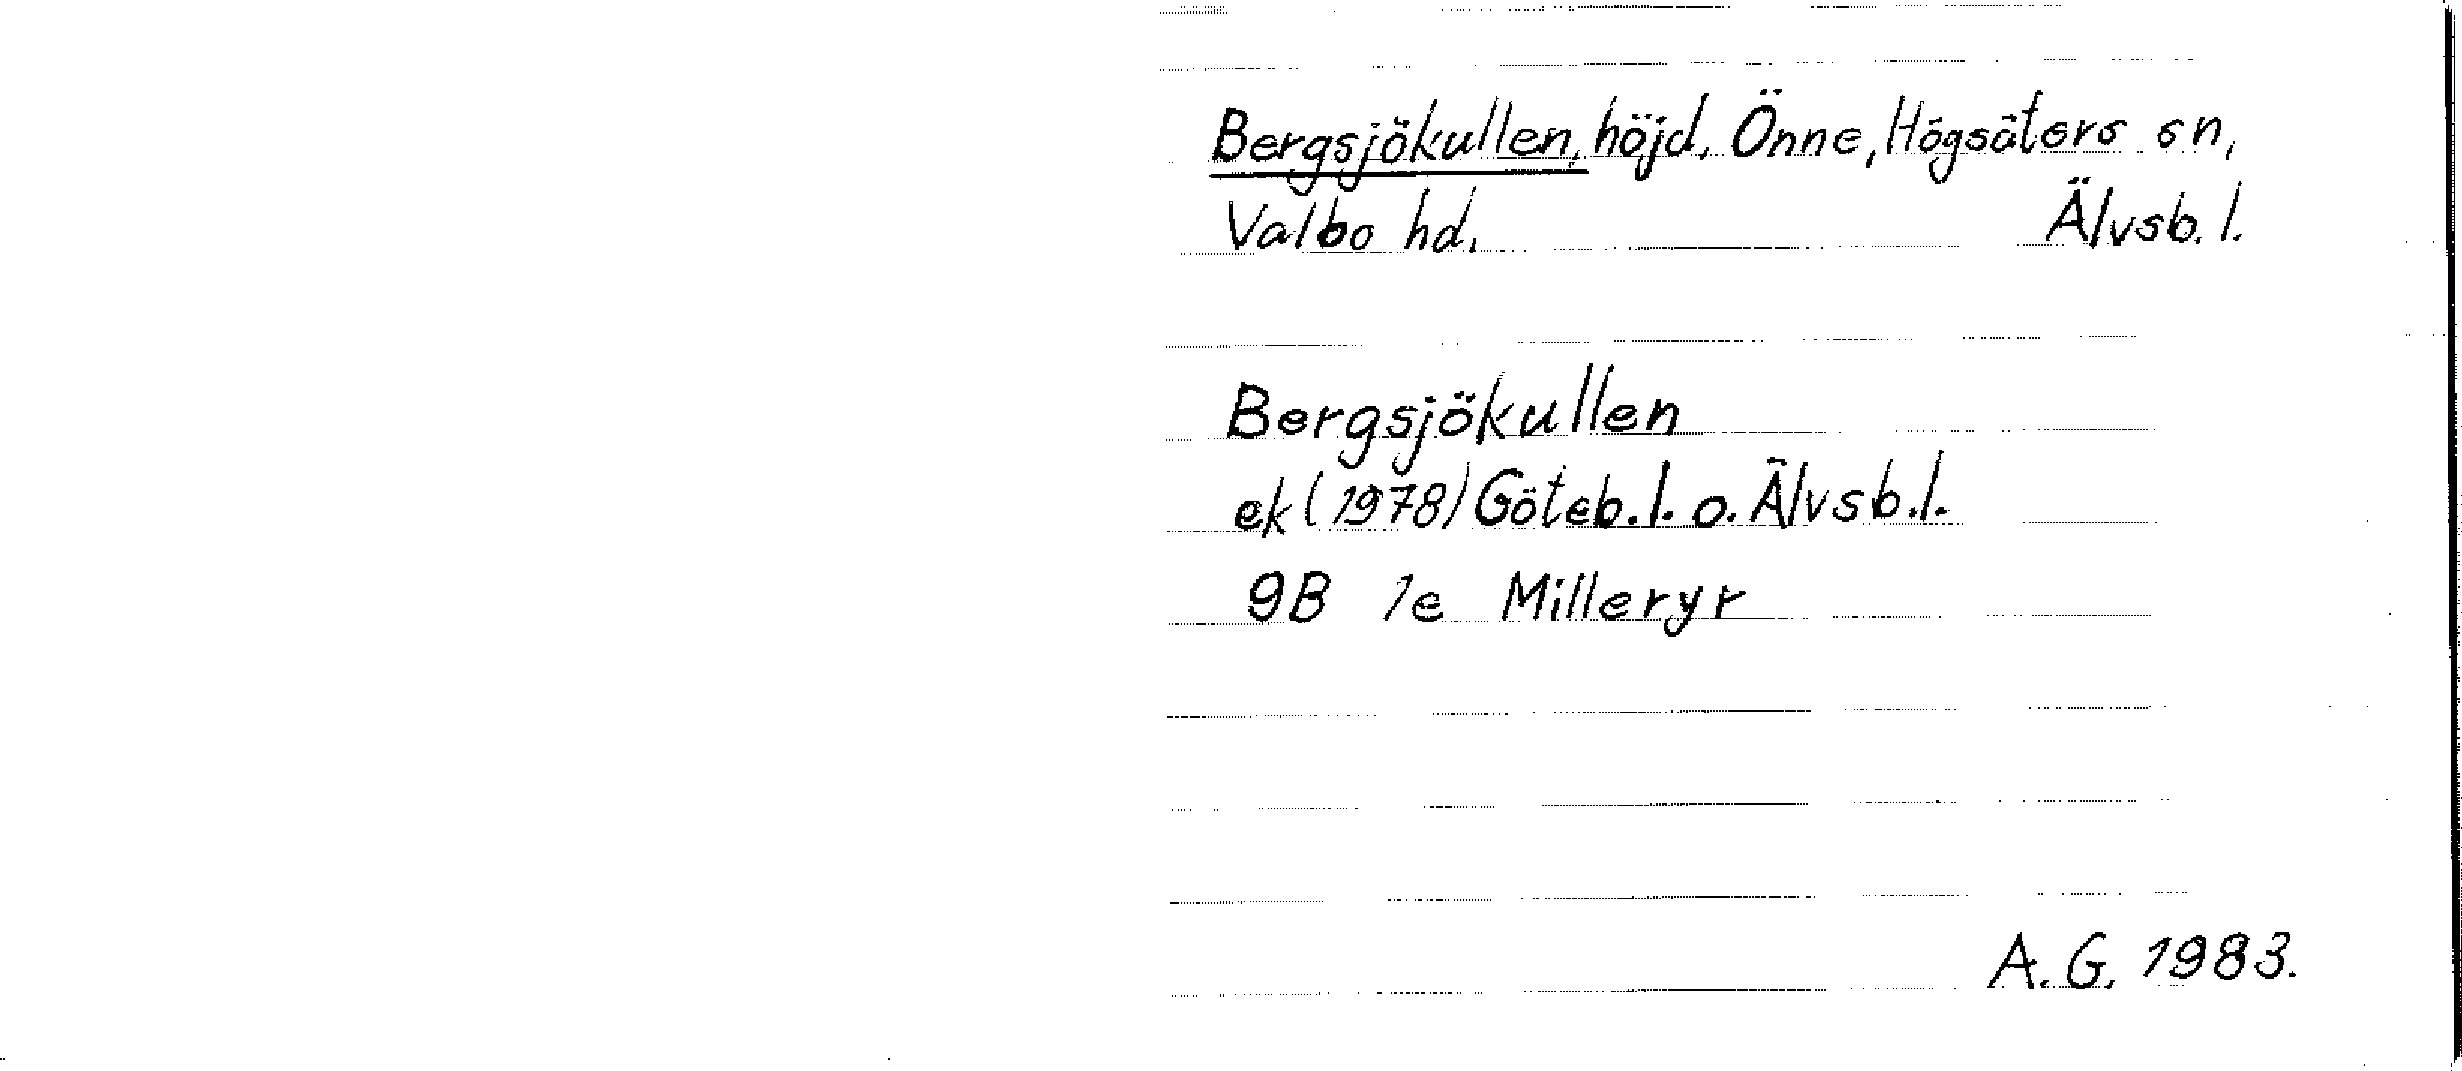 Bergsjökullen, höjd, Önne, Högsäters sn,
Valbo hd. Älvsb. l.
Bergsjökullen
ek (1978) Göteb. l. o. Älvsb. l.
9B 1e Milleryr
A. G. 1983.